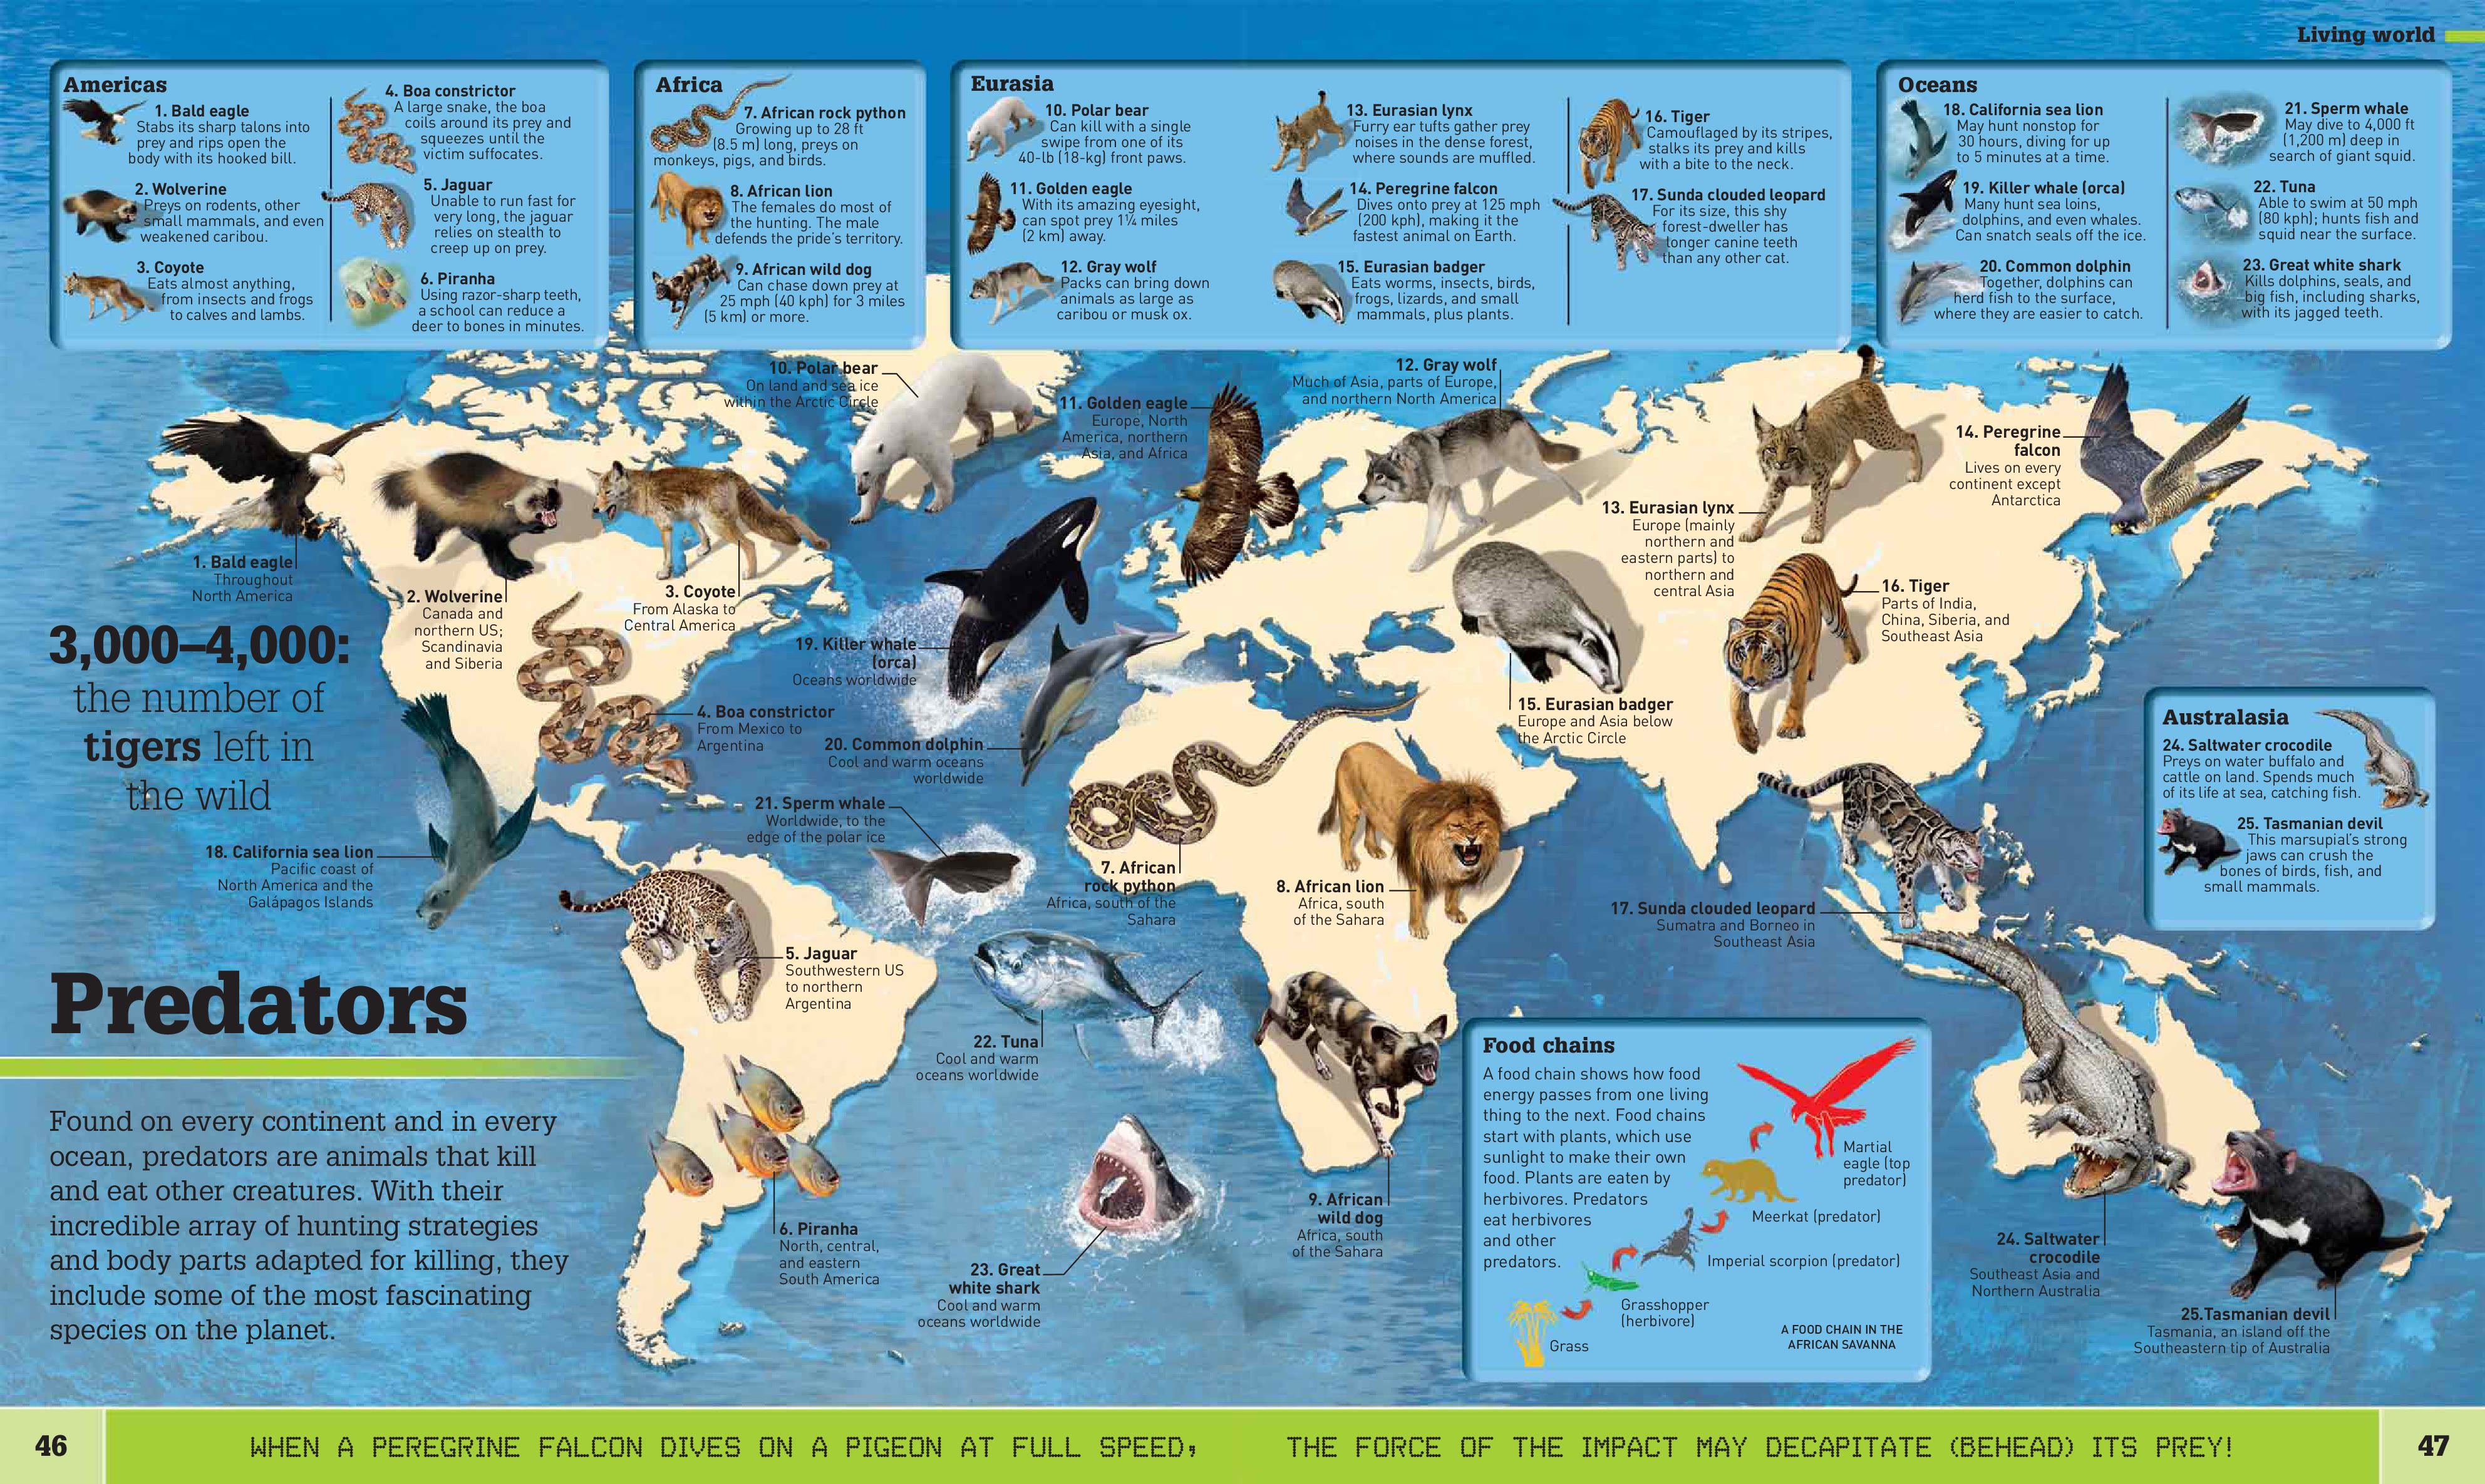 Living world
Americas
1. Bald eagle
Stabs its sharp talons into
prey and rips open the
body with its hooked bill.
2. Wolverine
Preys on rodents, other
small mammals, and even
weakened caribou.
3. Coyote
Eats almost anything,
from insects and frogs
to calves and lambs.
4. Boa constrictor
A large snake, the boa
coils around its prey and
squeezes until the
victim suffocates.
5. Jaguar
Unable to run fast for
very long, the jaguar
relies on stealth to
creep up on prey.
6. Piranha
Using razor-sharp teeth,
a school can reduce a
deer to bones in minutes.
Africa
7. African rock python
Growing up to 28 ft
(8.5 m) long, preys on
monkeys, pigs, and birds.
8. African lion
The females do most of
the hunting. The male
defends the pride's territory.
9. African wild dog
Can chase down prey at
25 mph (40 kph) for 3 miles
(5 km) or more.
Eurasia
10. Polar bear
Can kill with a single
swipe from one of its
40-lb (18-kg) front paws.
11. Golden eagle
With its amazing eyesight,
can spot prey 1¼ miles
(2 km) away.
12. Gray wolf
Packs can bring down
animals as large as
caribou or musk ox.
13. Eurasian lynx
Furry ear tufts gather prey
noises in the dense forest,
where sounds are muffled.
14. Peregrine falcon
Dives onto prey at 125 mph
(200 kph), making it the
fastest animal on Earth.
15. Eurasian badger
Eats worms, insects, birds,
frogs, lizards, and small
mammals, plus plants.
16. Tiger
Camouflaged by its stripes,
stalks its prey and kills
with a bite to the neck.
17. Sunda clouded leopard
For its size, this shy
forest-dweller has
longer canine teeth
than any other cat.
Oceans
18. California sea lion
May hunt nonstop for
30 hours, diving for up
to 5 minutes at a time.
19. Killer whale (orca)
Many hunt sea loins,
dolphins, and even whales.
Can snatch seals off the ice.
20. Common dolphin
Together, dolphins can
herd fish to the surface,
where they are easier to catch.
21. Sperm whale
May dive to 4,000 ft
(1,200 m) deep in
search of giant squid.
22. Tuna
Able to swim at 50 mph
(80 kph); hunts fish and
squid near the surface.
23. Great white shark
Kills dolphins, seals, and
big fish, including sharks,
with its jagged teeth.
10. Polar bear
On land and sea ice
within the Arctic Circle
11. Golden eagle
Europe, North
America, northern
Asia, and Africa
12. Gray wolf
Much of Asia, parts of Europe,
and northern North America
14. Peregrine
falcon
Lives on every
continent except
Antarctica
13. Eurasian lynx
Europe (mainly
northern and
eastern parts) to
northern and
central Asia
1. Bald eagle
Throughout
North America
2. Wolverine
Canada and
northern US;
Scandinavia
and Siberia
3. Coyote
From Alaska to
Central America
16. Tiger
Parts of India,
China, Siberia, and
Southeast Asia
3,000–4,000:
the number of
tigers left in
the wild
19. Killer whale
(orca)
Oceans worldwide
4. Boa constrictor
From Mexico to
Argentina
20. Common dolphin
Cool and warm oceans
worldwide
15. Eurasian badger
Europe and Asia below
the Arctic Circle
Australasia
24. Saltwater crocodile
Preys on water buffalo and
cattle on land. Spends much
of its life at sea, catching fish.
25. Tasmanian devil
This marsupial's strong
jaws can crush the
bones of birds, fish, and
small mammals.
21. Sperm whale
Worldwide, to the
edge of the polar ice
18. California sea lion
Pacific coast of
North America and the
Galápagos Islands
7. African
rock python
Africa, south of the
Sahara
8. African lion
Africa, south
of the Sahara
17. Sunda clouded leopard
Sumatra and Borneo in
Southeast Asia
5. Jaguar
Southwestern US
to northern
Argentina
Predators
22. Tuna
Cool and warm
oceans worldwide
Found on every continent and in every
ocean, predators are animals that kill
and eat other creatures. With their
incredible array of hunting strategies
and body parts adapted for killing, they
include some of the most fascinating
species on the planet.
6. Piranha
North, central,
and eastern
South America
23. Great
white shark
Cool and warm
oceans worldwide
9. African
wild dog
Africa, south
of the Sahara
Food chains
A food chain shows how food
energy passes from one living
thing to the next. Food chains
start with plants, which use
sunlight to make their own
food. Plants are eaten by
herbivores. Predators
eat herbivores
and other
predators.
Martial
eagle (top
predator)
Meerkat (predator)
Imperial scorpion (predator)
Grasshopper
(herbivore)
Grass
A FOOD CHAIN IN THE
AFRICAN SAVANNA
24. Saltwater
crocodile
Southeast Asia and
Northern Australia
25.Tasmanian devil
Tasmania, an island off the
Southeastern tip of Australia
46
WHEN A PEREGRINE FALCON DIVES ON A PIGEON AT FULL SPEED, THE FORCE OF THE IMPACT MAY DECAPITATE (BEHEAD) ITS PREY!
47